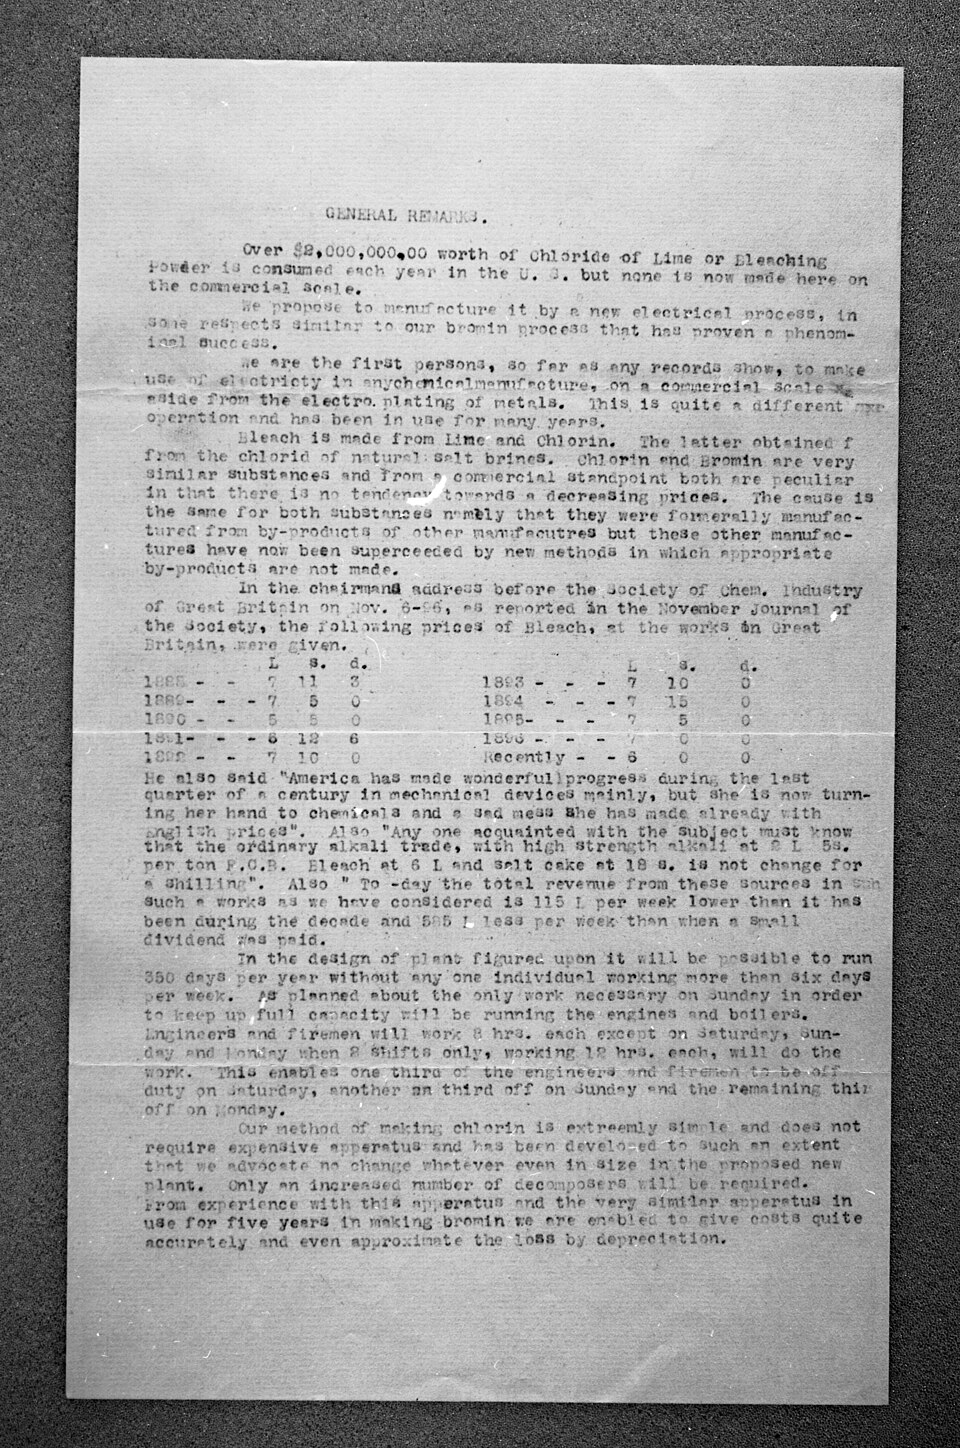 GENERAL REMARKS.
Over $2,000,000.00 worth of Chloride of Lime or Bleaching
Powder is consumed each year in the U. S. but none is now made here on
the commercial scale.
We propose to manufacture it by a new electrical process, in
some respects similar to our bromin process that has proven a phenom-
inal success.
We are the first persons, so far as any records show, to make
use of electricty in anychemicalmanufacture, on a commercial scale
aside from the electro plating of metals. This is quite a different
operation and has been in use for many years.
Bleach is made from Lime and Chlorin. The latter obtained f
from the chlorid of natural salt brines. Chlorin and Bromin are very
similar substances and from a commercial standpoint both are peculiar
in that there is no tendency towards a decreasing prices. The cause is
the same for both substances namely that they were formerally manufac-
tured from by-products of other manufacutres but these other manufac-
tures have now been superceeded by new methods in which appropriate
by-products are not made.
In the chairmans address before the Society of Chem. Industry
of Great Britain on Nov. 6-96, as reported in the November Journal of
the Society, the following prices of Bleach, at the works in Great
Britain, were given.
L s. d. L s. d.
- - 7 11 3 1893 - - - 7 10 0
1889- - - 7 5 0 1894 - - - 7 15 0
1890 - - 5 5 0 1895- - - 7 5 0
1891- - - 6 12 6 1896 - - - 7 0 0
1892 - - 7 10 0 Recently - - 6 0 0
He also said "America has made wonderfullprogress during the last
quarter of a century in mechanical devices mainly, but she is now turn-
ing her hand to chemicals and a sad mess she has made already with
English prices". Also "Any one acquainted with the subject must know
that the ordinary alkali trade, with high strength alkali at 2 L 5s.
per ton F.O.B. Bleach at 6 L and salt cake at 18 s. is not change for
a shilling". Also " To -day the total revenue from these sources in
such a works as we have considered is 115 L per week lower than it has
been during the decade and 585 L less per week than when a small
dividend was paid.
In the design of plant figured upon it will be possible to run
350 days per year without any one individual working more than six days
per week. As planned about the only work necessary on Sunday in order
to keep up full capacity will be running the engines and boilers.
Engineers and firemen will work 8 hrs. each except on Saturday, Sun-
day and Monday when 2 shifts only, working 12 hrs. each, will do the
work. This enables one third of the engineers and firemen to be off
duty on Saturday, another third off on Sunday and the remaining thir
off on Monday.
Our method of making chlorin is extreemly simple and does not
require expensive apparatus and has been developed to such an extent
that we advocate no change whatever even in size in the proposed new
plant. Only an increased number of decomposers will be required.
From experience with this apparatus and the very similar apparatus in
use for five years in making bromin we are enabled to give costs quite
accurately and even approximate the loss by depreciation.